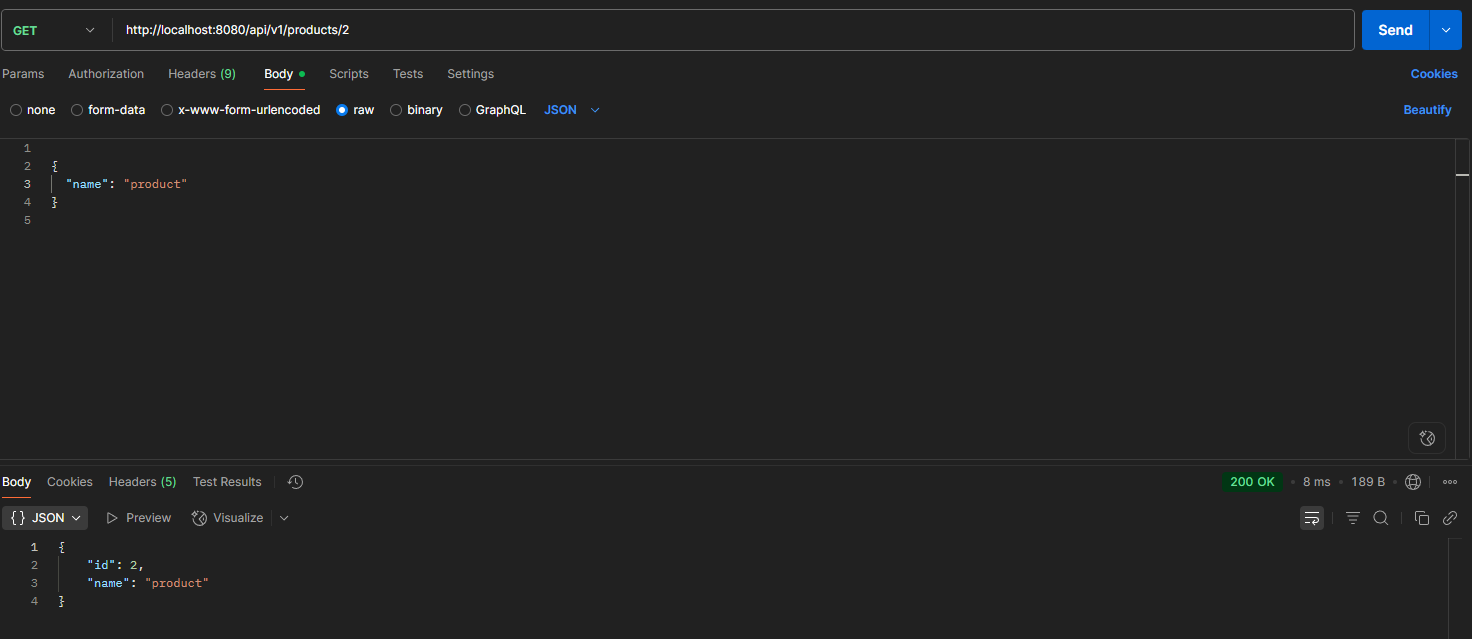 GET http://localhost:8080/api/v1/products/2 Send
Params Authorization Headers (9) Body Scripts Tests Settings Cookies
none form-data x-www-form-urlencoded raw binary GraphQL JSON Beautify
1
2 {
3 "name": "product"
4 }
5
Body Cookies Headers (5) Test Results 200 OK 8 ms 189 B
{} JSON Preview Visualize
1 {
2 "id": 2,
3 "name": "product"
4 }